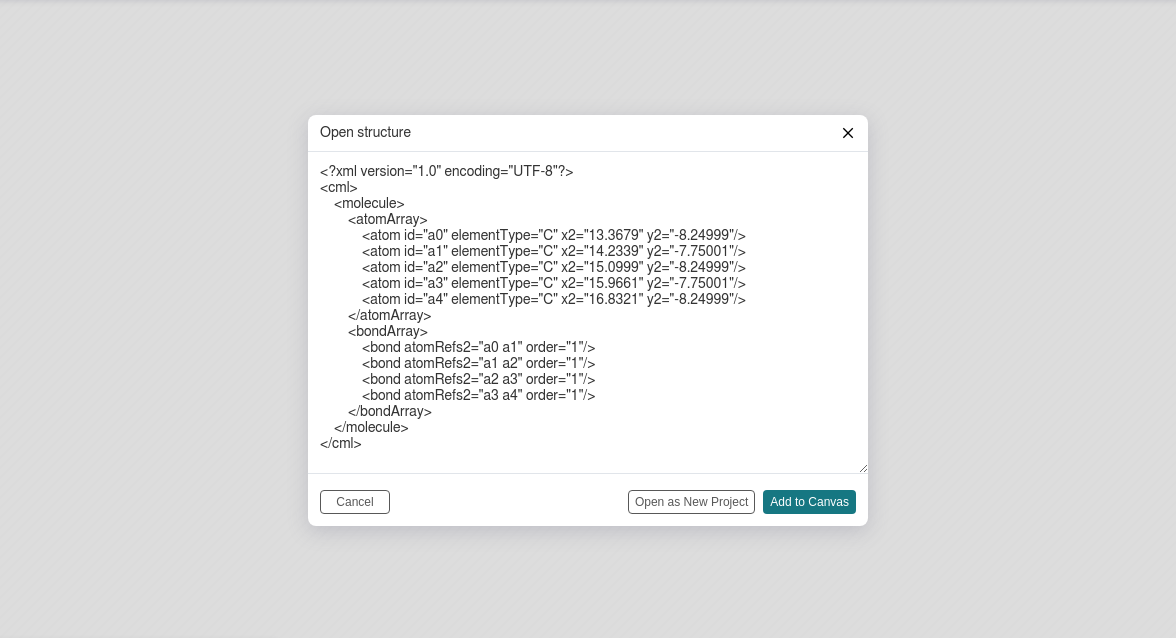 Open structure
<?xml version="1.0" encoding="UTF-8"?>
<cml>
    <molecule>
        <atomArray>
            <atom id="a0" elementType="C" x2="13.3679" y2="-8.24999"/>
            <atom id="a1" elementType="C" x2="14.2339" y2="-7.75001"/>
            <atom id="a2" elementType="C" x2="15.0999" y2="-8.24999"/>
            <atom id="a3" elementType="C" x2="15.9661" y2="-7.75001"/>
            <atom id="a4" elementType="C" x2="16.8321" y2="-8.24999"/>
        </atomArray>
        <bondArray>
            <bond atomRefs2="a0 a1" order="1"/>
            <bond atomRefs2="a1 a2" order="1"/>
            <bond atomRefs2="a2 a3" order="1"/>
            <bond atomRefs2="a3 a4" order="1"/>
        </bondArray>
    </molecule>
</cml>
Cancel
Open as New Project
Add to Canvas